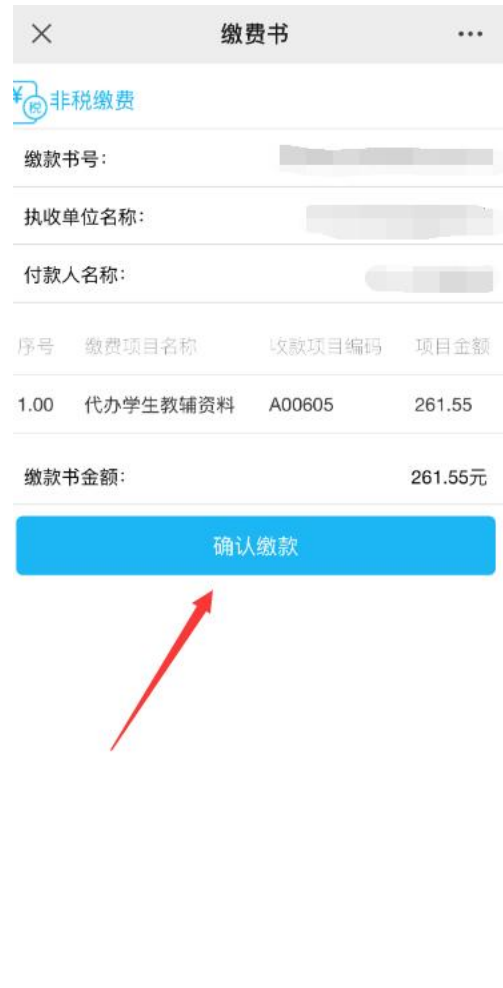 缴费书
¥
税
非税缴费
缴款书号：
执收单位名称：
付款人名称：
序号 缴费项目名称 收款项目编码 项目金额
1.00 代办学生教辅资料 A00605 261.55
缴款书金额： 261.55元
确认缴款